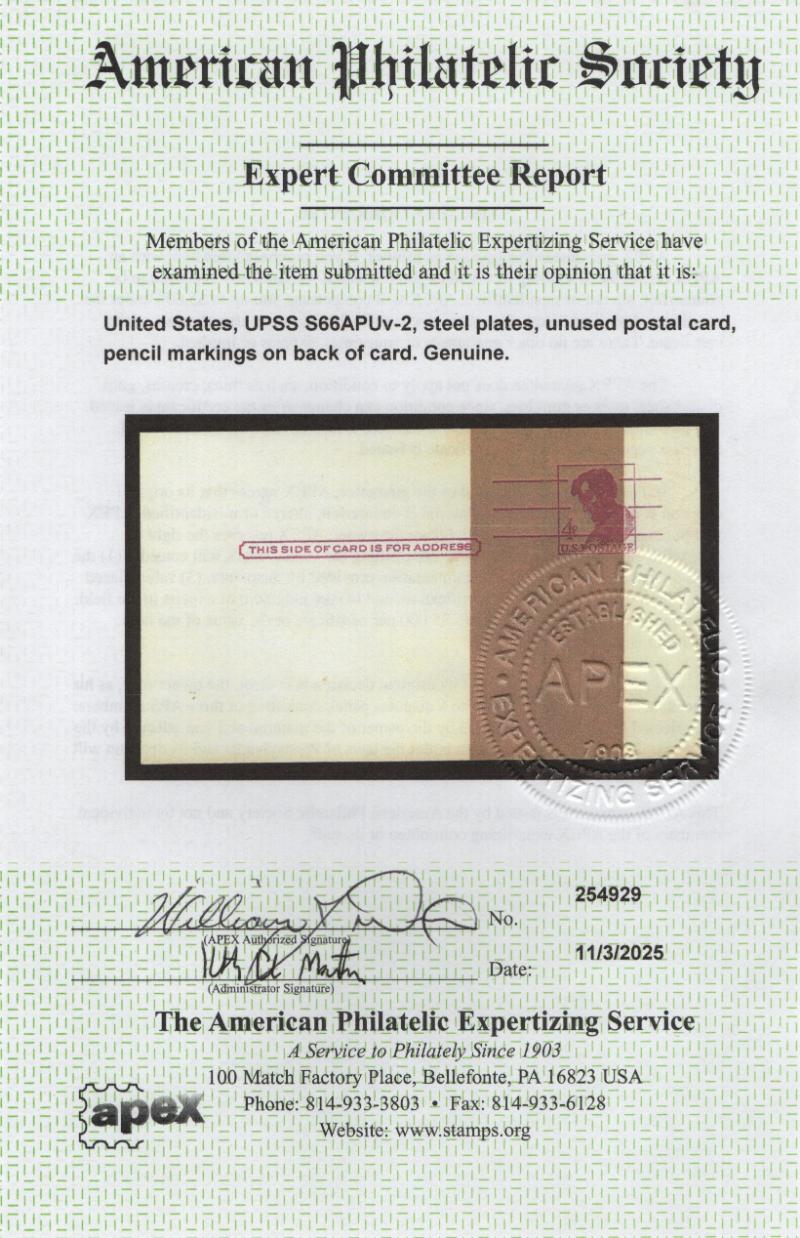 American Philatelic Society
Expert Committee Report
Members of the American Philatelic Expertizing Service have
examined the item submitted and it is their opinion that it is:
United States, UPSS S66APUv-2, steel plates, unused postal card,
pencil markings on back of card. Genuine.
THIS SIDE OF CARD IS FOR ADDRESS
4¢
U.S. POSTAGE
AMERICAN PHILATELIC
ESTABLISHED
APEX
1903
EXPERTIZING SERVICE
254929
No.
(APEX Authorized Signature)
11/3/2025
Date:
(Administrator Signature)
The American Philatelic Expertizing Service
A Service to Philately Since 1903
100 Match Factory Place, Bellefonte, PA 16823 USA
Phone: 814-933-3803 • Fax: 814-933-6128
Website: www.stamps.org
apex